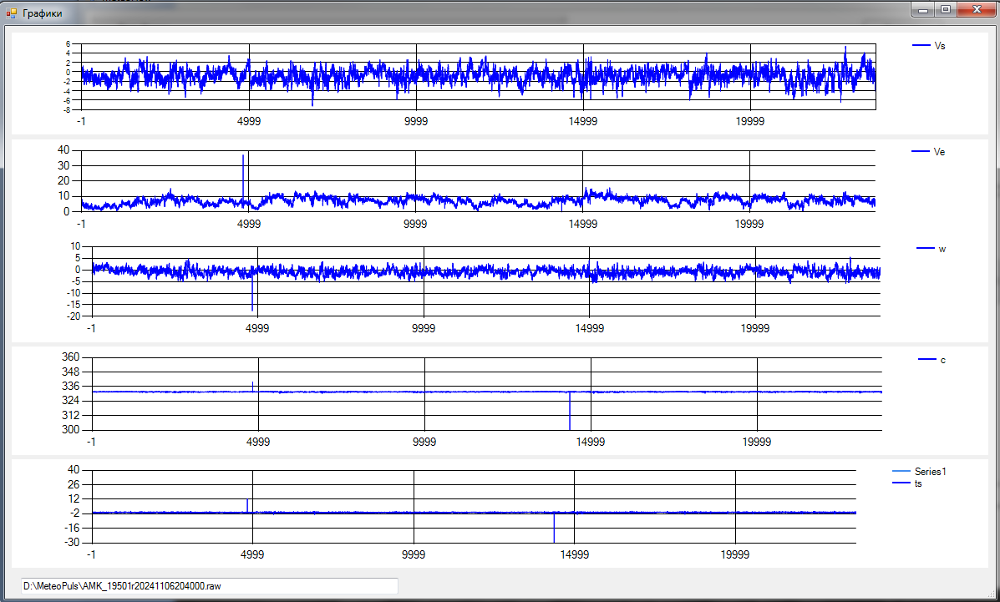 Графики
6
4
2
0
-2
-4
-6
-8
-1 4999 9999 14999 19999
Vs
40
30
20
10
0
-1 4999 9999 14999 19999
Ve
10
5
0
-5
-10
-15
-20
-1 4999 9999 14999 19999
w
360
348
336
324
312
300
-1 4999 9999 14999 19999
c
40
26
12
-2
-16
-30
-1 4999 9999 14999 19999
Series1
ts
D:\MeteoPuls\AMK_19501r20241106204000.raw